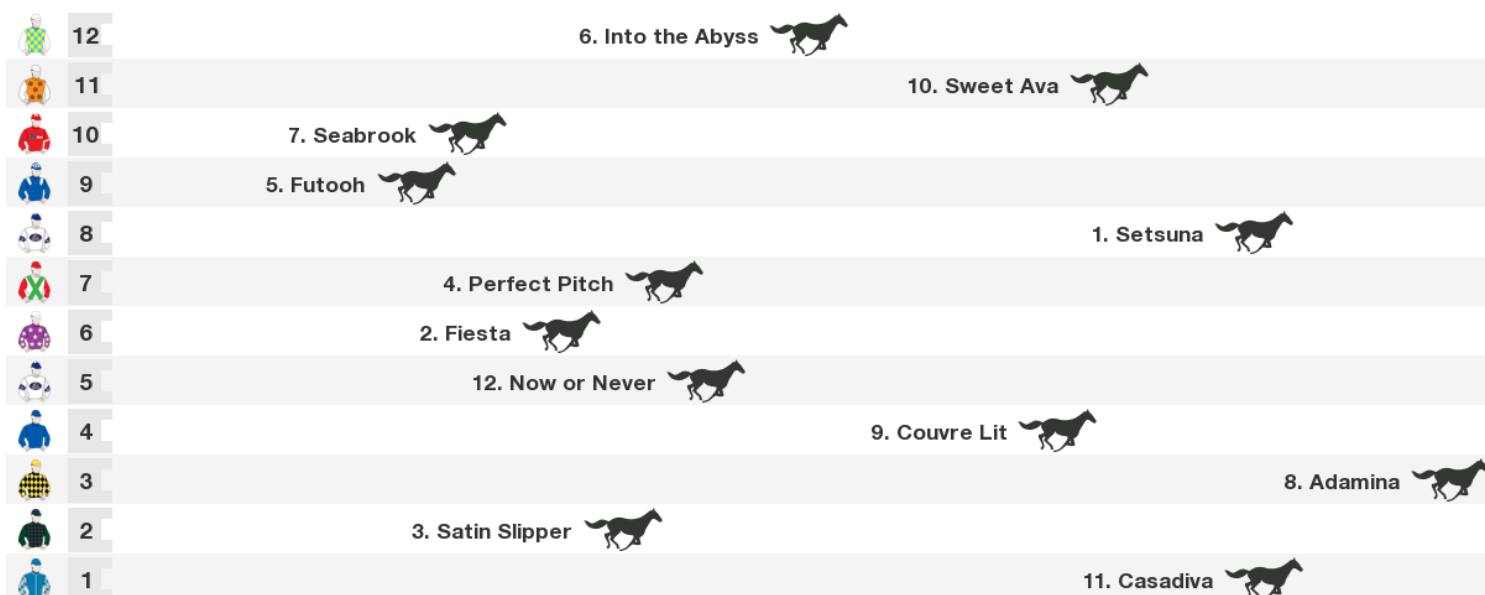 12 6. Into the Abyss
11 10. Sweet Ava
10 7. Seabrook
9 5. Futooh
8 1. Setsuna
7 4. Perfect Pitch
6 2. Fiesta
5 12. Now or Never
4 9. Couvre Lit
3 8. Adamina
2 3. Satin Slipper
1 11. Casadiva